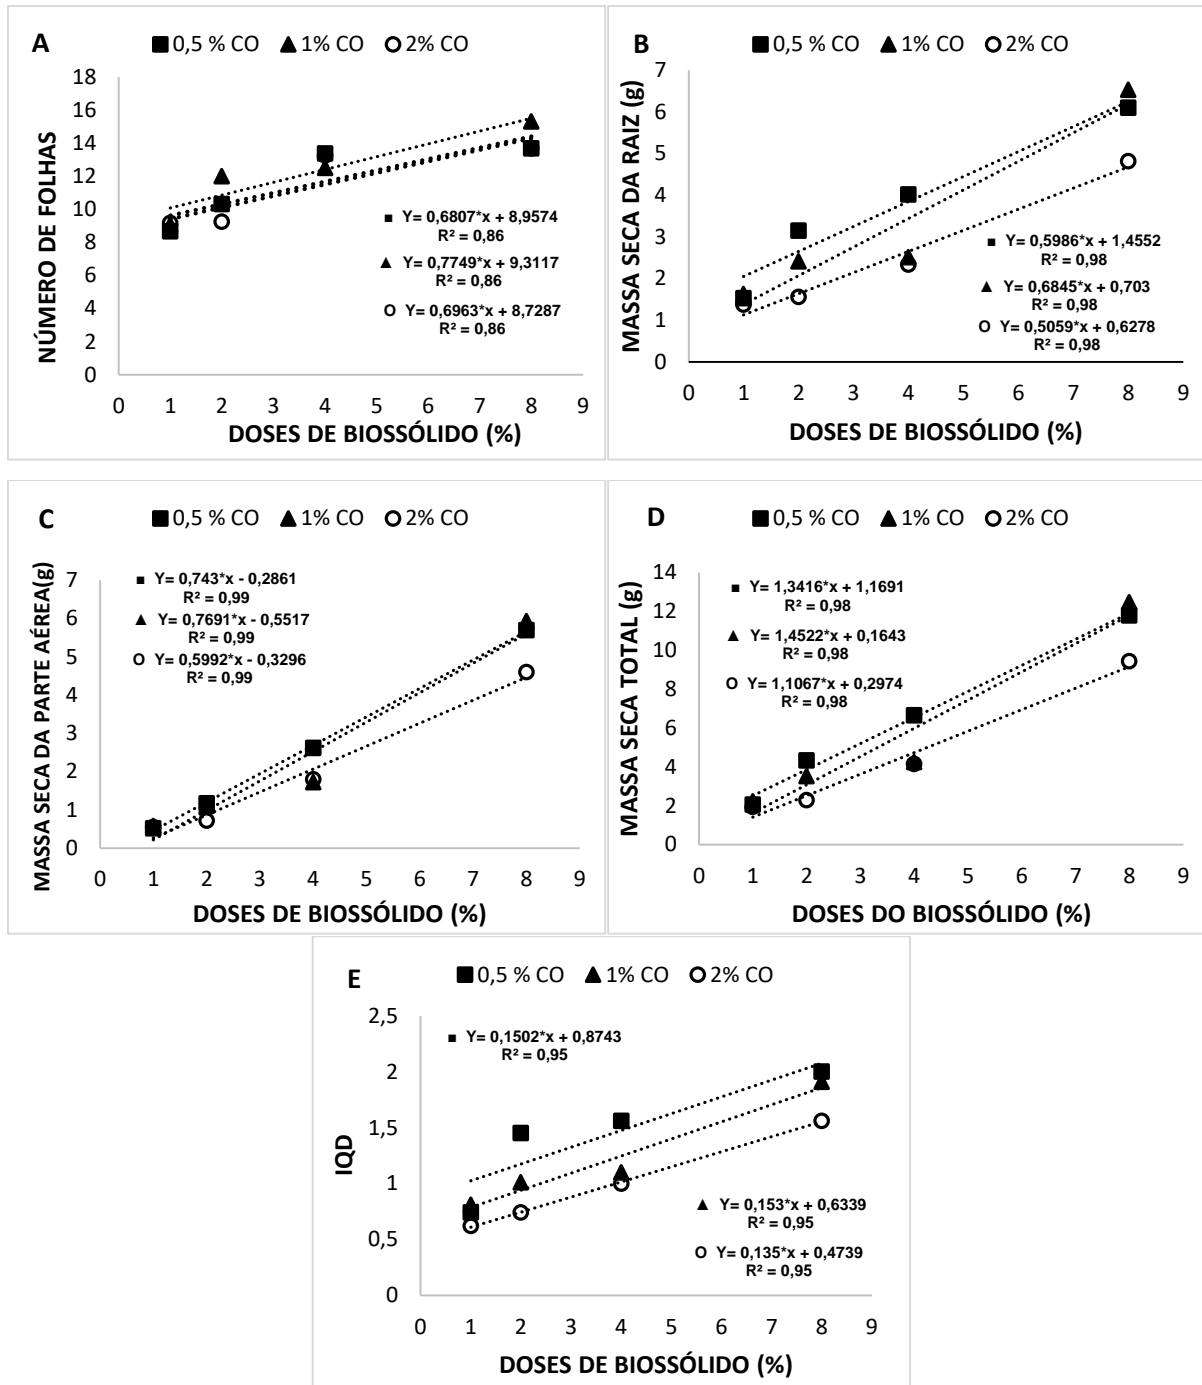 A
■ 0,5 % CO ▲ 1% CO O 2% CO
NÚMERO DE FOLHAS
18
16
14
12
10
8
6
4
2
0
■ Y= 0,6807*x + 8,9574
R² = 0,86
▲ Y= 0,7749*x + 9,3117
R² = 0,86
O Y= 0,6963*x + 8,7287
R² = 0,86
0 1 2 3 4 5 6 7 8 9
DOSES DE BIOSSÓLIDO (%)
B
■ 0,5 % CO ▲ 1% CO O 2% CO
MASSA SECA DA RAIZ (g)
7
6
5
4
3
2
1
0
■ Y= 0,5986*x + 1,4552
R² = 0,98
▲ Y= 0,6845*x + 0,703
R² = 0,98
O Y= 0,5059*x + 0,6278
R² = 0,98
0 1 2 3 4 5 6 7 8 9
DOSES DE BIOSSÓLIDO (%)
C
■ 0,5 % CO ▲ 1% CO O 2% CO
MASSA SECA DA PARTE AÉREA(g)
7
6
5
4
3
2
1
0
■ Y= 0,743*x - 0,2861
R² = 0,99
▲ Y= 0,7691*x - 0,5517
R² = 0,99
O Y= 0,5992*x - 0,3296
R² = 0,99
0 1 2 3 4 5 6 7 8 9
DOSES DE BIOSSÓLIDO (%)
D
■ 0,5 % CO ▲ 1% CO O 2% CO
MASSA SECA TOTAL (g)
14
12
10
8
6
4
2
0
■ Y= 1,3416*x + 1,1691
R² = 0,98
▲ Y= 1,4522*x + 0,1643
R² = 0,98
O Y= 1,1067*x + 0,2974
R² = 0,98
0 1 2 3 4 5 6 7 8 9
DOSES DO BIOSSÓLIDO (%)
E
■ 0,5 % CO ▲ 1% CO O 2% CO
IQD
2,5
2
1,5
1
0,5
0
■ Y= 0,1502*x + 0,8743
R² = 0,95
▲ Y= 0,153*x + 0,6339
R² = 0,95
O Y= 0,135*x + 0,4739
R² = 0,95
0 1 2 3 4 5 6 7 8 9
DOSES DE BIOSSÓLIDO (%)